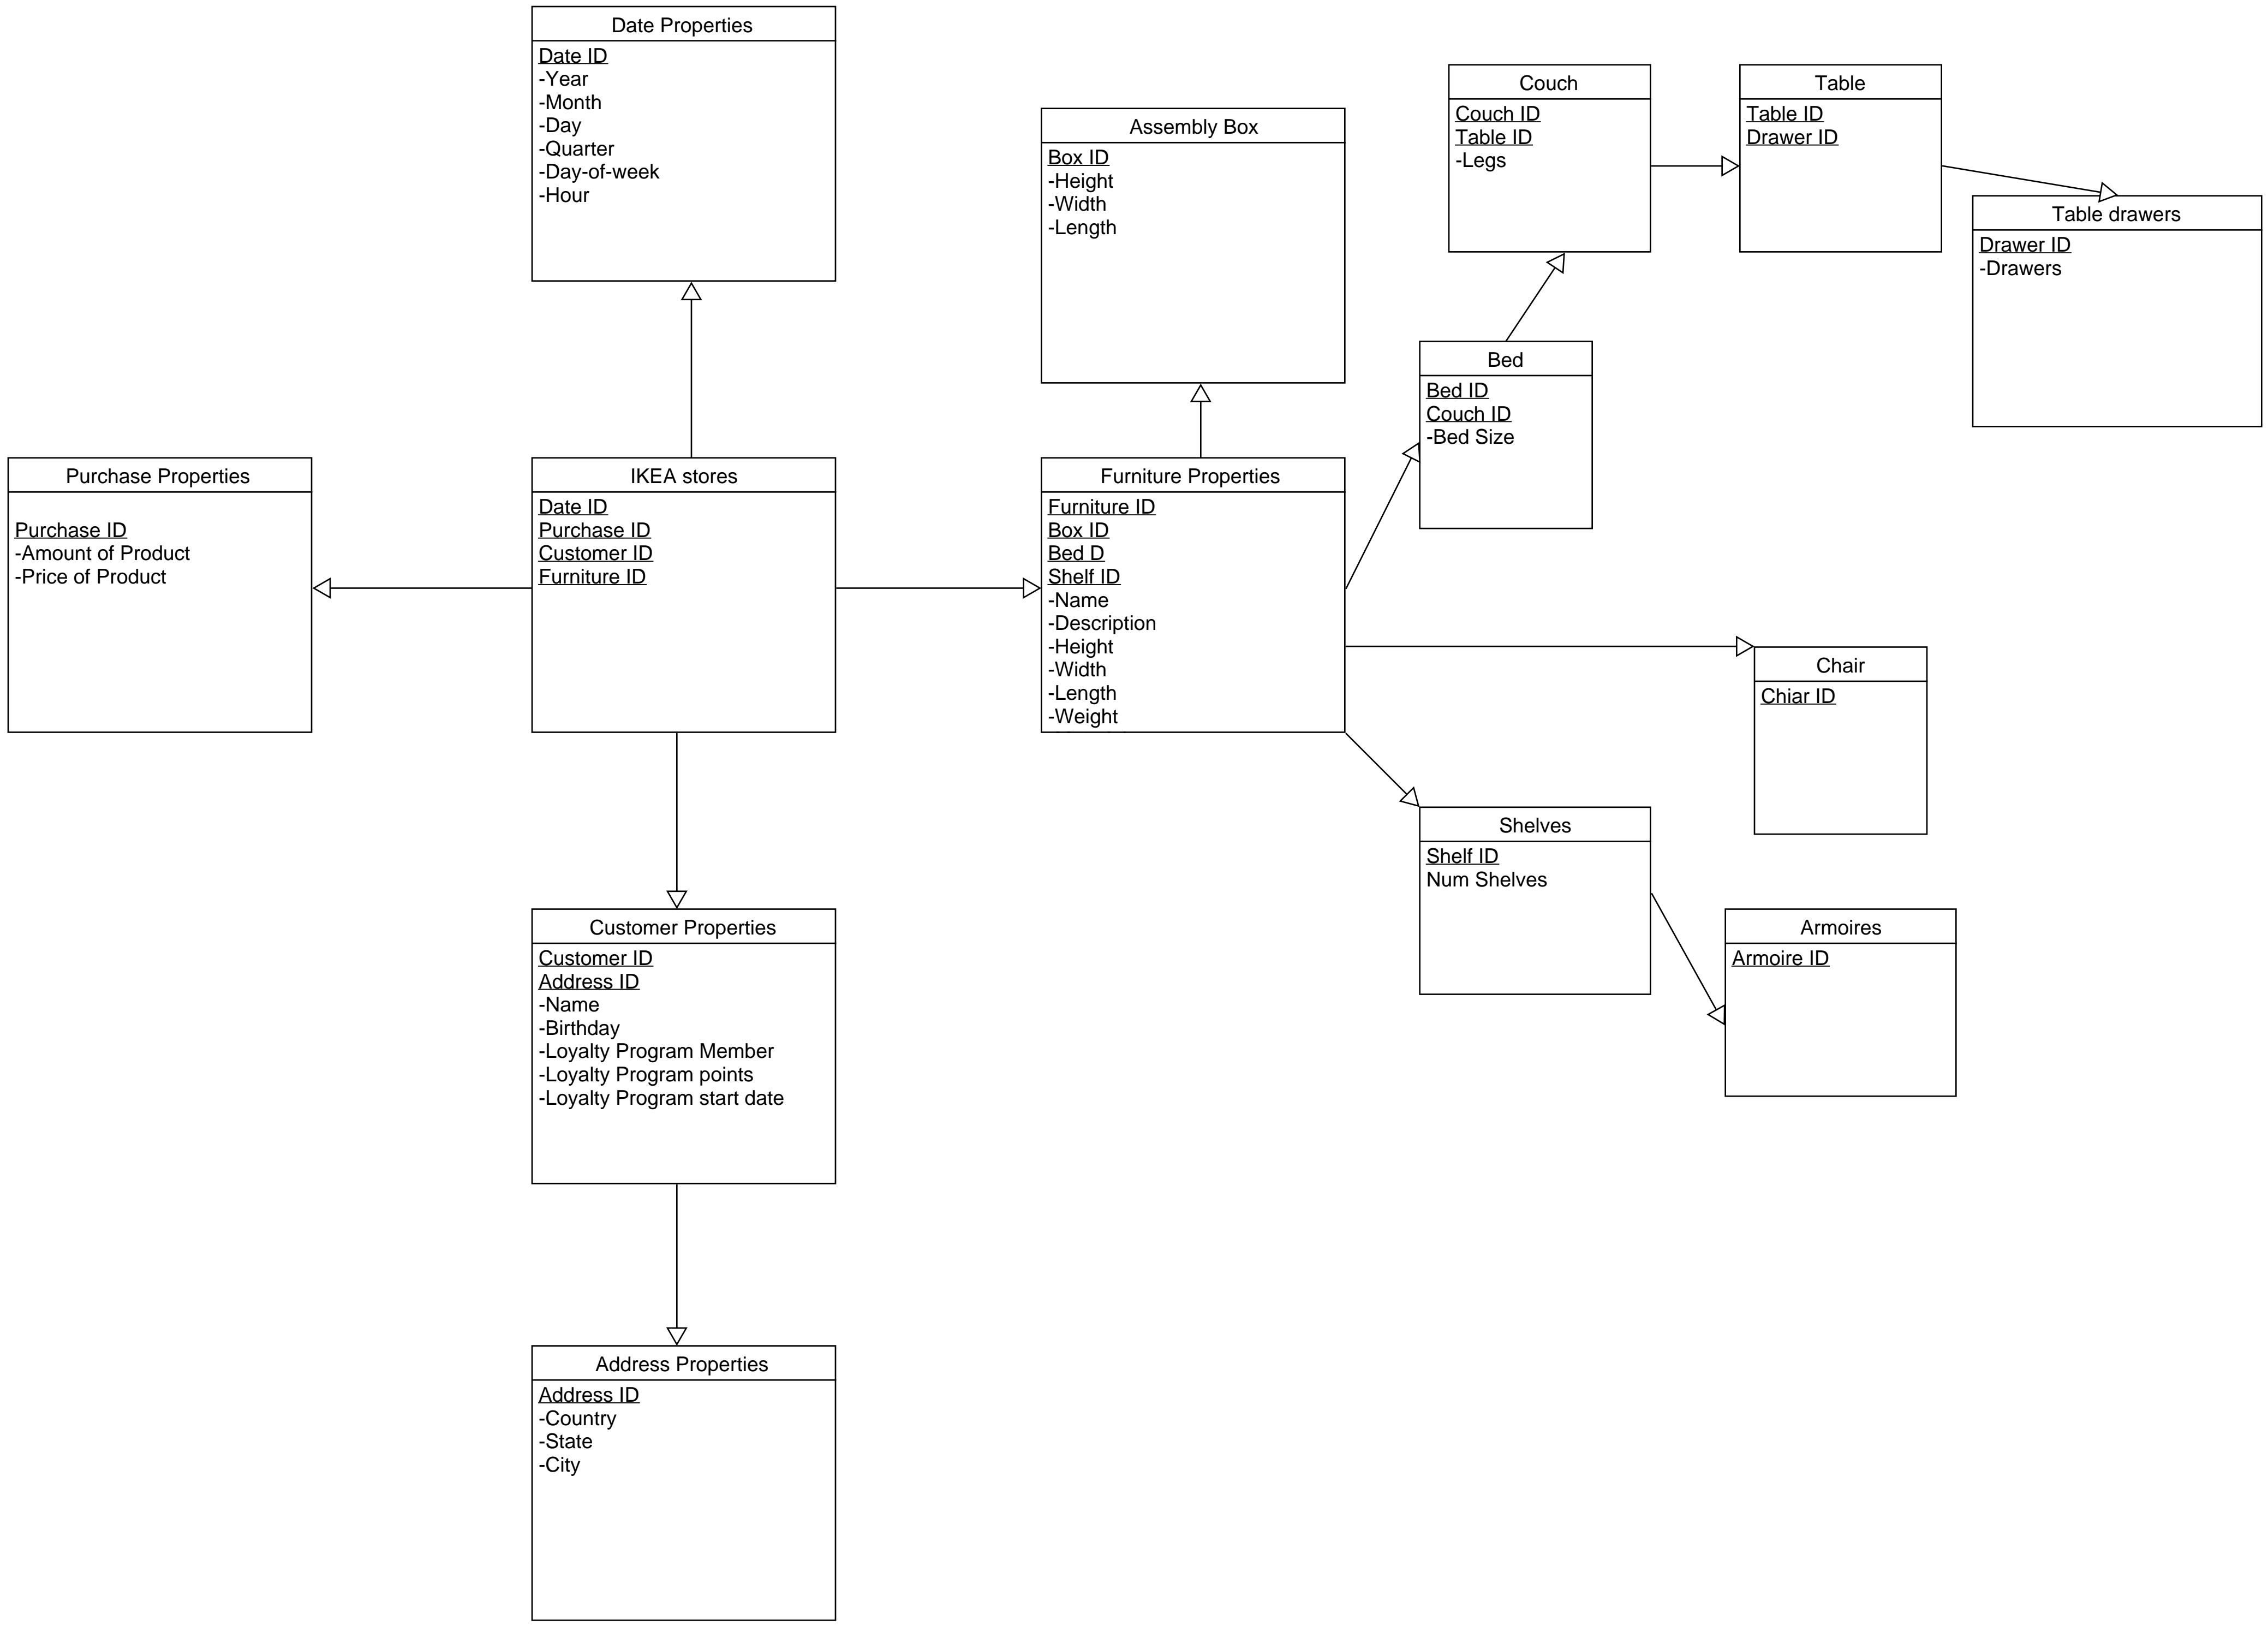 Date Properties
Date ID
-Year
-Month
-Day
-Quarter
-Day-of-week
-Hour
Assembly Box
Box ID
-Height
-Width
-Length
Couch
Couch ID
Table ID
-Legs
Table
Table ID
Drawer ID
Table drawers
Drawer ID
-Drawers
Bed
Bed ID
Couch ID
-Bed Size
Purchase Properties
Purchase ID
-Amount of Product
-Price of Product
IKEA stores
Date ID
Purchase ID
Customer ID
Furniture ID
Furniture Properties
Furniture ID
Box ID
Bed D
Shelf ID
-Name
-Description
-Height
-Width
-Length
-Weight
Chair
Chiar ID
Shelves
Shelf ID
Num Shelves
Armoires
Armoire ID
Customer Properties
Customer ID
Address ID
-Name
-Birthday
-Loyalty Program Member
-Loyalty Program points
-Loyalty Program start date
Address Properties
Address ID
-Country
-State
-City